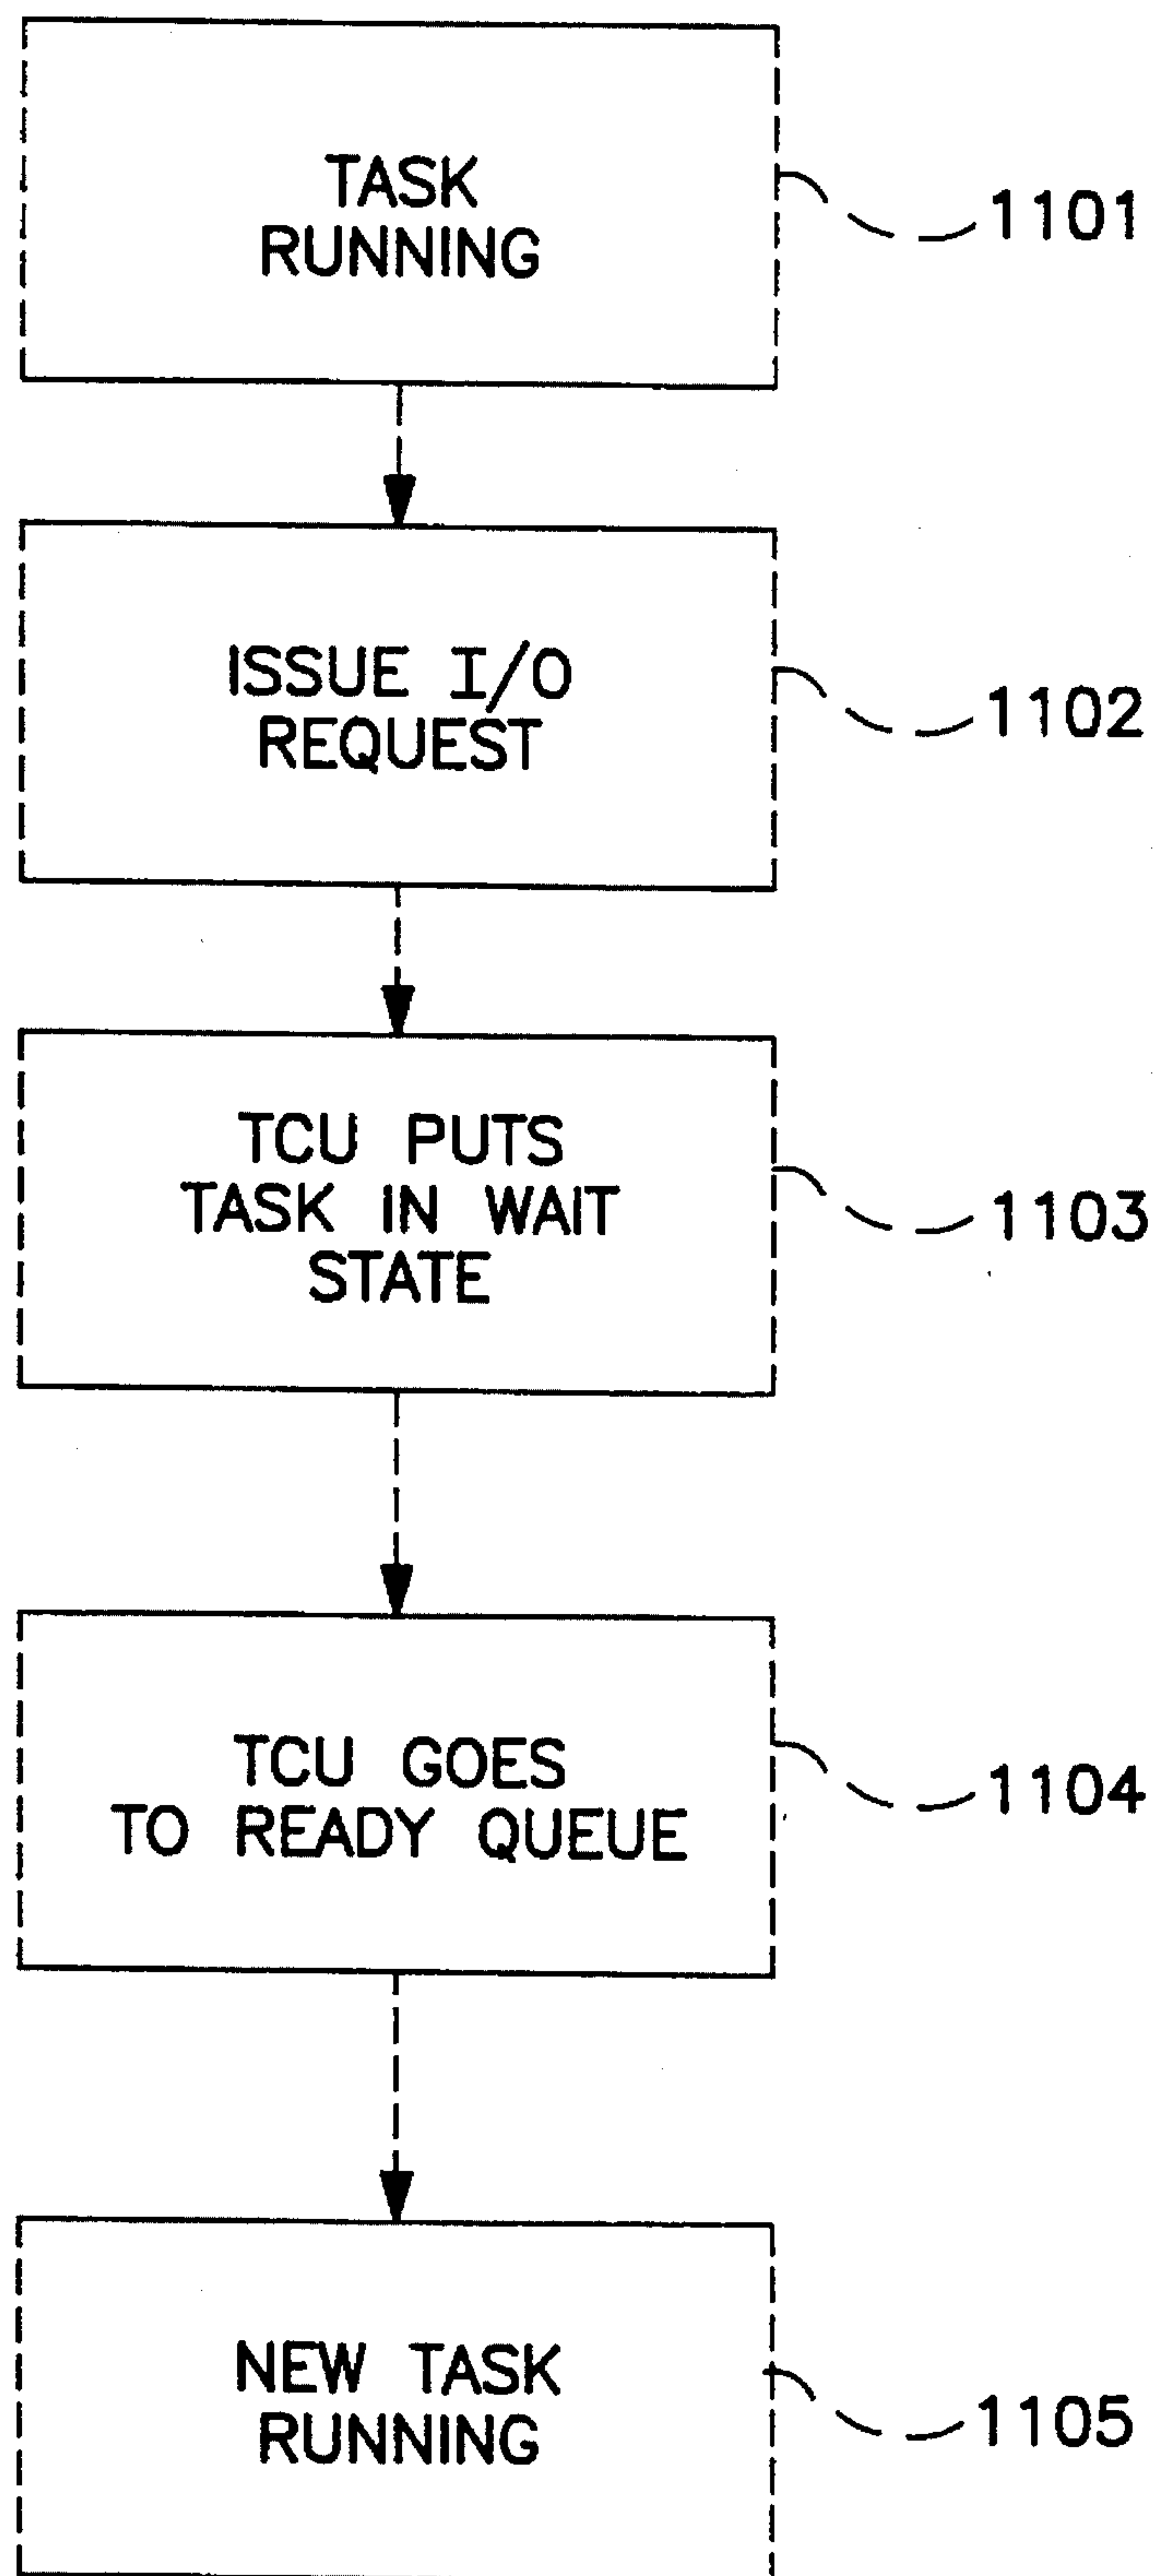 TASK
RUNNING
1101
ISSUE I/O
REQUEST
1102
TCU PUTS
TASK IN WAIT
STATE
1103
TCU GOES
TO READY QUEUE
1104
NEW TASK
RUNNING
1105